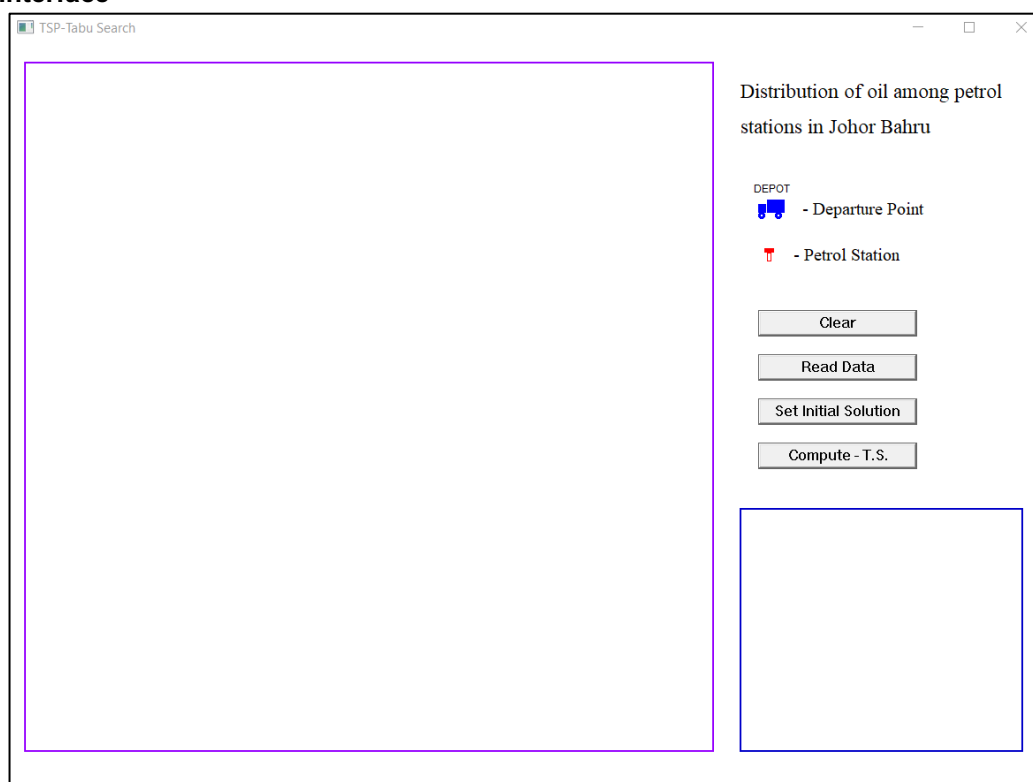 Interface
TSP-Tabu Search
Distribution of oil among petrol
stations in Johor Bahru
DEPOT
- Departure Point
- Petrol Station
Clear
Read Data
Set Initial Solution
Compute - T.S.